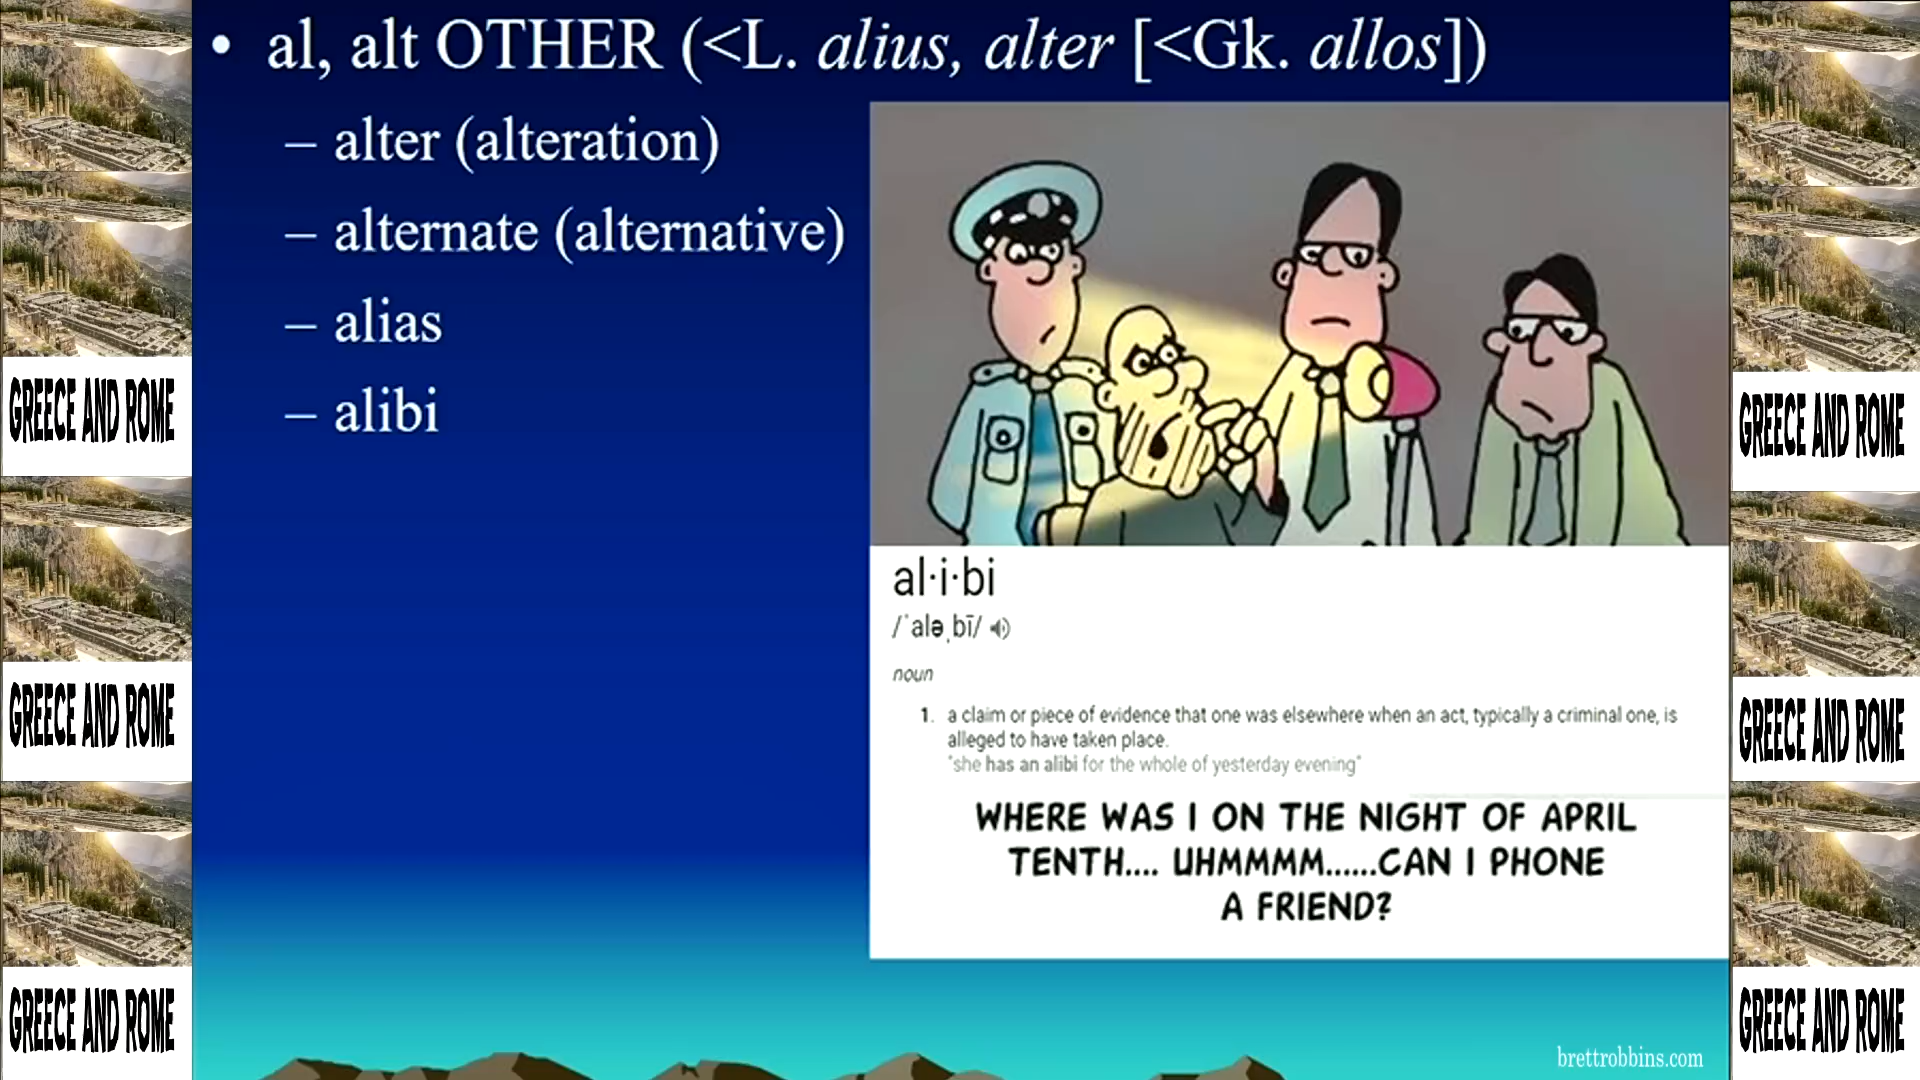 • al, alt OTHER (<L. alius, alter [<Gk. allos])
– alter (alteration)
– alternate (alternative)
– alias
– alibi
al·i·bi
/ˈaləˌbī/
noun
1. a claim or piece of evidence that one was elsewhere when an act, typically a criminal one, is
alleged to have taken place.
"she has an alibi for the whole of yesterday evening"
WHERE WAS I ON THE NIGHT OF APRIL
TENTH.... UHMMMM......CAN I PHONE
A FRIEND?
brettrobbins.com
GREECE AND ROME
GREECE AND ROME
GREECE AND ROME
GREECE AND ROME
GREECE AND ROME
GREECE AND ROME